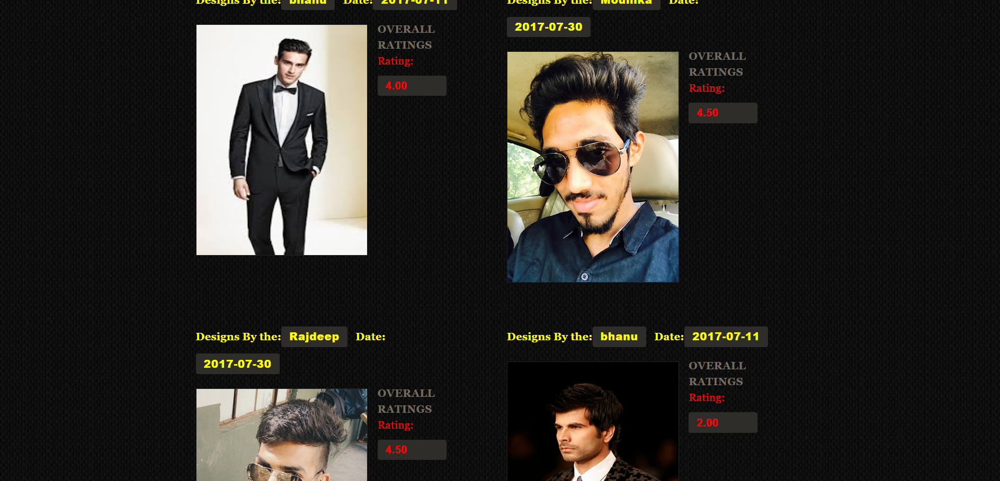 Designs By the: bhanu Date: 2017-07-11
OVERALL
RATINGS
Rating:
4.00
Designs By the: Mounika Date:
2017-07-30
OVERALL
RATINGS
Rating:
4.50
Designs By the: Rajdeep Date:
2017-07-30
OVERALL
RATINGS
Rating:
4.50
Designs By the: bhanu Date: 2017-07-11
OVERALL
RATINGS
Rating:
2.00